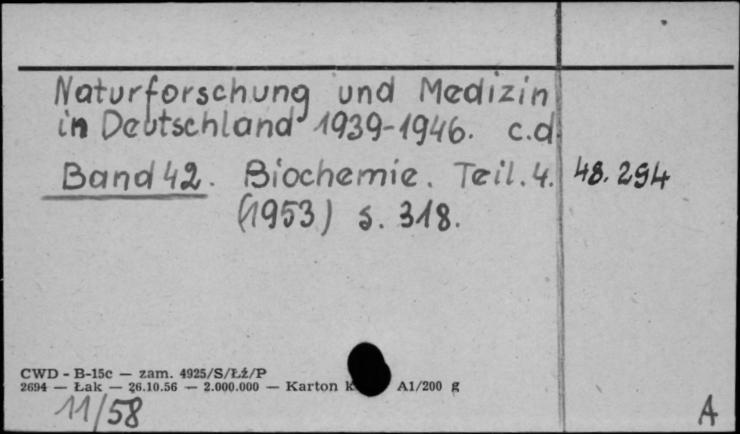 Naturforschung und Medizin
in Deutschland 1939-1946. c.d.
Band 42. Biochemie. Teil. 4. 48.294
(1953) s. 318.
CWD - B-15c — zam. 4925/S/ŁŹ/P
2694 — Łak — 26.10.56 — 2.000.000 — Karton k A1/200 g
11/58
A